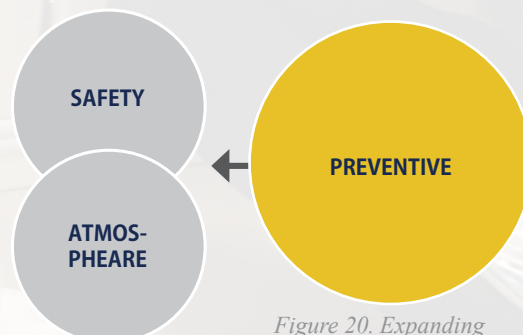 SAFETY
PREVENTIVE
ATMOS-
PHEARE
Figure 20. Expanding